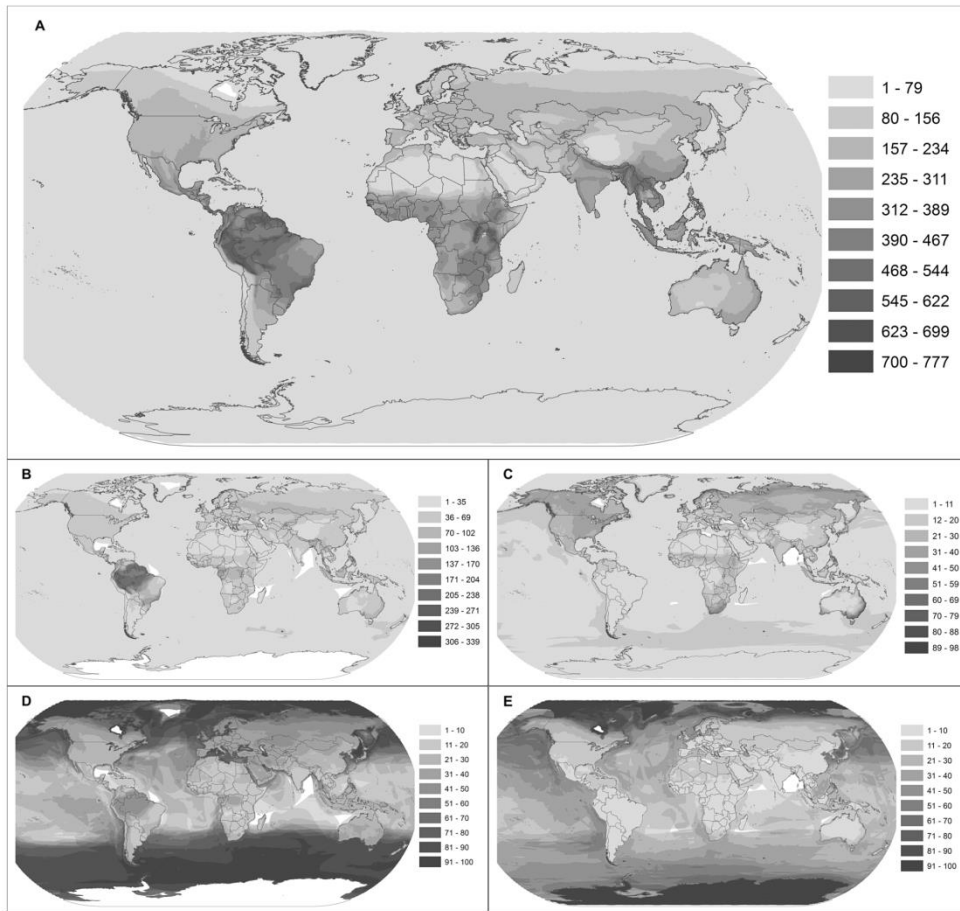 A
1 - 79
80 - 156
157 - 234
235 - 311
312 - 389
390 - 467
468 - 544
545 - 622
623 - 699
700 - 777
B
1 - 35
36 - 69
70 - 102
103 - 136
137 - 170
171 - 204
205 - 238
239 - 271
272 - 305
306 - 339
C
1 - 11
12 - 20
21 - 30
31 - 40
41 - 50
51 - 59
60 - 69
70 - 79
80 - 88
89 - 98
D
1 - 10
11 - 20
21 - 30
31 - 40
41 - 50
51 - 60
61 - 70
71 - 80
81 - 90
91 - 100
E
1 - 10
11 - 20
21 - 30
31 - 40
41 - 50
51 - 60
61 - 70
71 - 80
81 - 90
91 - 100